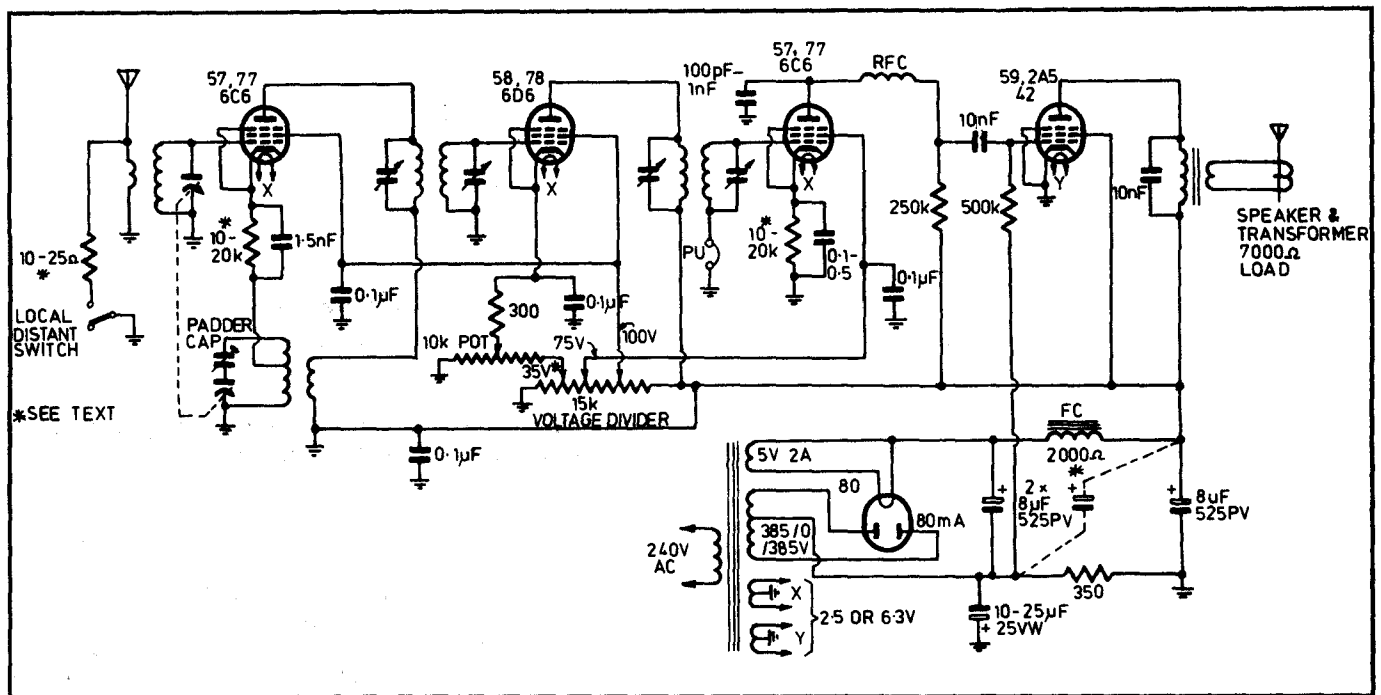 57, 77
6C6
58, 78
6D6
57, 77
6C6
100pF-
1nF
RFC
59, 2A5
42
10nF
X
X
X
Y
10-25Ω
*
LOCAL
DISTANT
SWITCH
*
10-
20k
1.5nF
PADDER
CAP
0.1µF
300
0.1µF
10k POT
35V*
75V
100V
15k
VOLTAGE DIVIDER
PU
*
10-
20k
0.1-
0.5
0.1µF
250k
500k
10nF
SPEAKER &
TRANSFORMER
7000Ω
LOAD
*SEE TEXT
0.1µF
5V 2A
80
80mA
385/0
/385V
240V
AC
X
Y
2.5 OR 6.3V
2×
8µF
525PV
FC
2000Ω
*
8uF
525PV
350
10-25µF
25VW
+
+
+
+